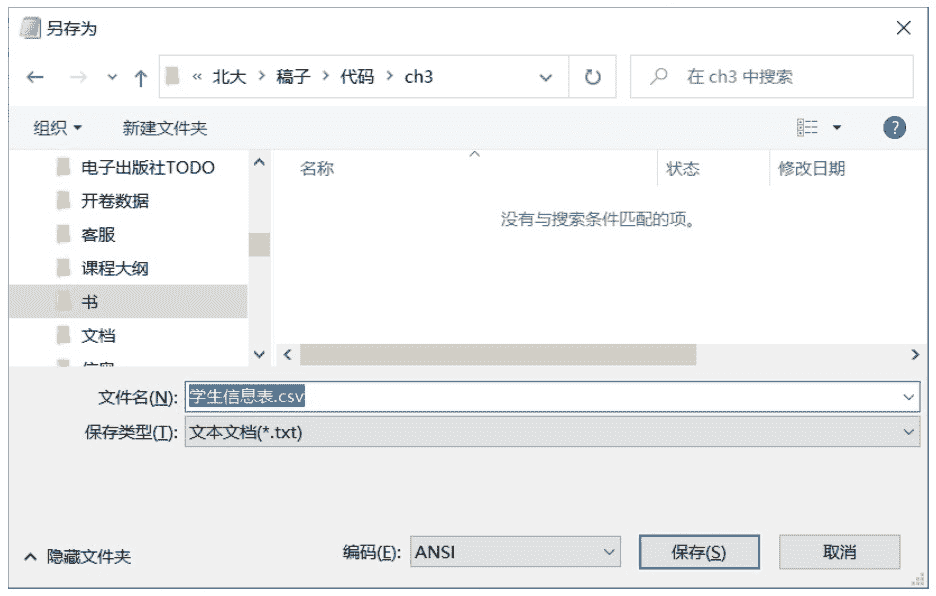 另存为
« 北大 > 稿子 > 代码 > ch3
在 ch3 中搜索
组织
新建文件夹
?
电子出版社TODO
开卷数据
客服
课程大纲
书
文档
名称
状态
修改日期
没有与搜索条件匹配的项。
文件名(N): 学生信息表.csv
保存类型(T): 文本文档(*.txt)
隐藏文件夹
编码(E): ANSI
保存(S)
取消